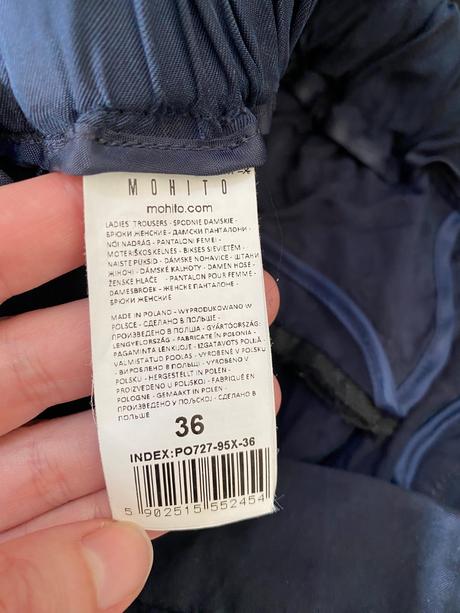 MOHITO
mohito.com
LADIES' TROUSERS - SPODNIE DAMSKIE -
БРЮКИ ЖЕНСКИЕ - ДАМСКИ ПАНТАЛОНИ -
NŐI NADRÁG - PANTALONI FEMEI -
MOTERIŠKOS KELNĖS - BIKSES SIEVIETĒM -
NAISTE PÜKSID - DÁMSKE NOHAVICE - ШТАНИ
ЖІНОЧІ - DÁMSKÉ KALHOTY - DAMEN HOSE -
ŽENSKE HLAČE - PANTALON POUR FEMME -
DAMESBROEK - ЖЕНСКЕ ПАНТАЛОНЕ -
БРЮКИ ЖЕНСКИЕ
MADE IN POLAND - WYPRODUKOWANO W
POLSCE - СДЕЛАНО В ПОЛЬШЕ -
ПРОИЗВЕДЕНО В ПОЛША - GYÁRTÓORSZÁG:
LENGYELORSZÁG - FABRICATE IN POLONIA -
PAGAMINTA LENKIJOJE - IZGATAVOTS POLIJĀ
- VALMISTATUD POOLAS - VYROBENÉ V POĽSKU
- ВИРОБЛЕНО В ПОЛЬЩІ - VYROBENO V
POLSKU - HERGESTELLT IN POLEN -
PROIZVEDENO U POLJSKOJ - FABRIQUÉ EN
POLOGNE - GEMAAKT IN POLEN -
ПРОИЗВЕДЕНО У ПОЉСКОЈ - СДЕЛАНО В
ПОЛЬШЕ
36
INDEX:PO727-95X-36
5 902515 552454